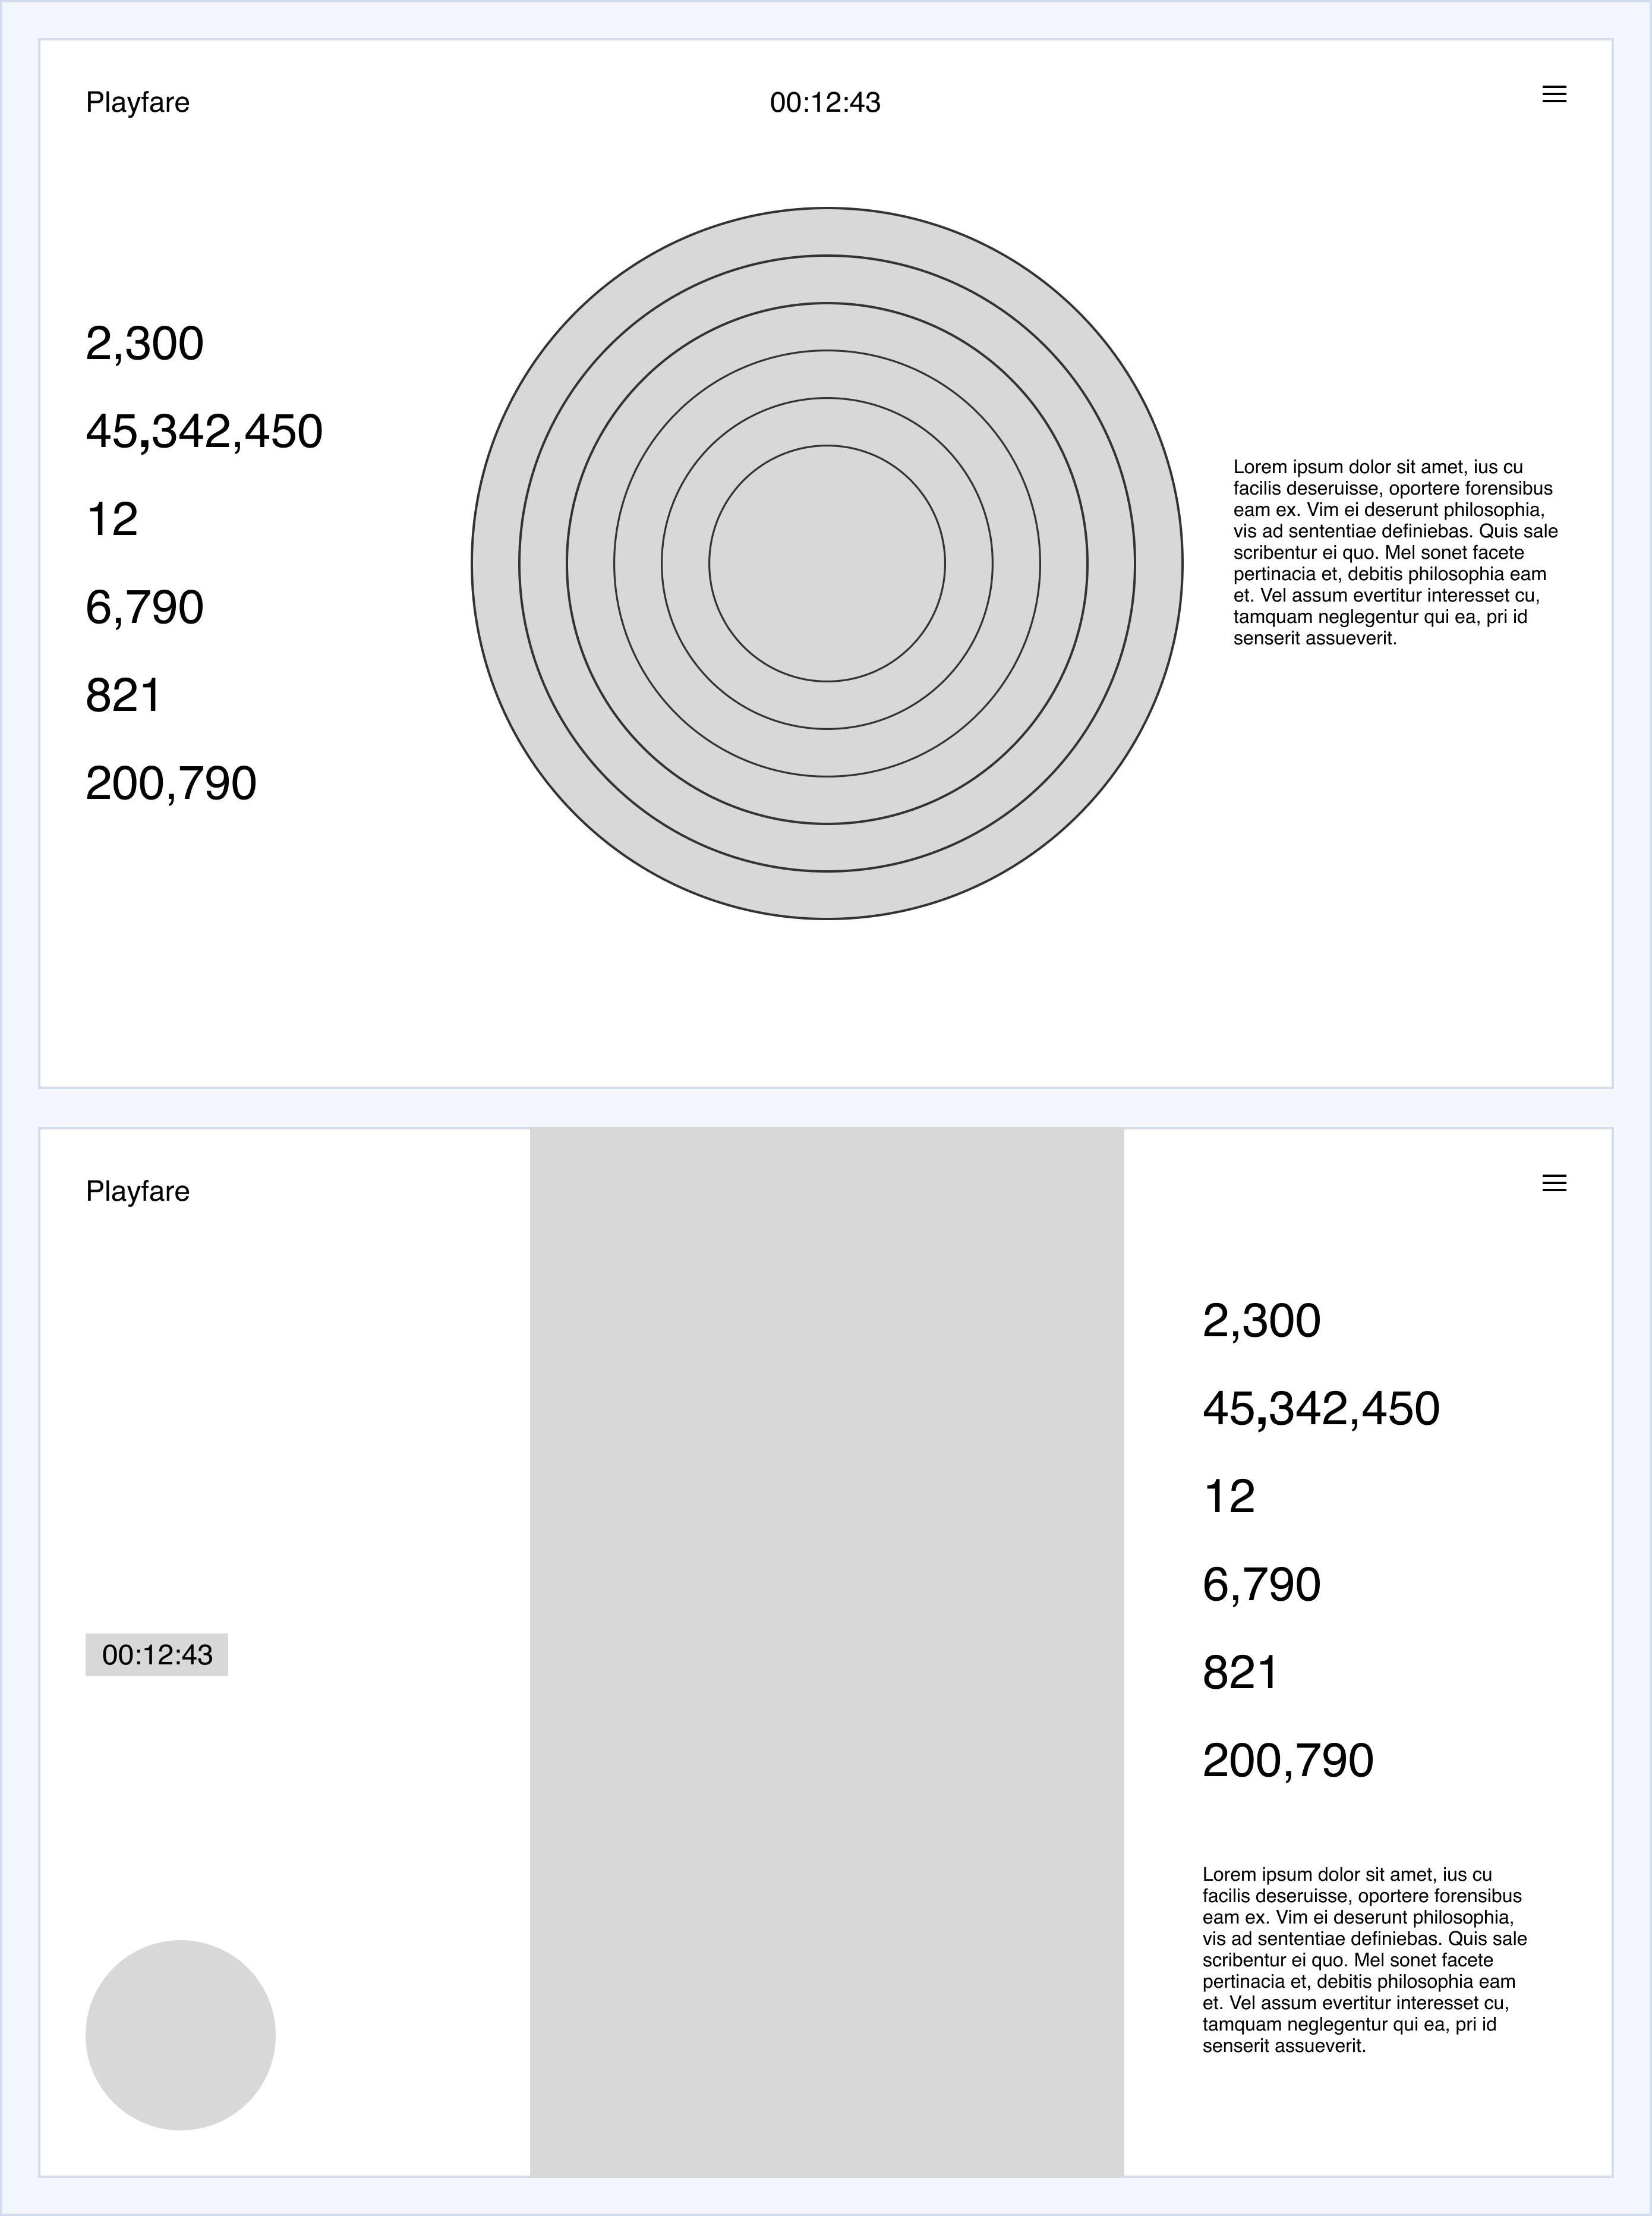 Playfare
00:12:43
2,300
45,342,450
12
6,790
821
200,790
Lorem ipsum dolor sit amet, ius cu
facilis deseruisse, oportere forensibus
eam ex. Vim ei deserunt philosophia,
vis ad sententiae definiebas. Quis sale
scribentur ei quo. Mel sonet facete
pertinacia et, debitis philosophia eam
et. Vel assum evertitur interesset cu,
tamquam neglegentur qui ea, pri id
senserit assueverit.
Playfare
00:12:43
2,300
45,342,450
12
6,790
821
200,790
Lorem ipsum dolor sit amet, ius cu
facilis deseruisse, oportere forensibus
eam ex. Vim ei deserunt philosophia,
vis ad sententiae definiebas. Quis sale
scribentur ei quo. Mel sonet facete
pertinacia et, debitis philosophia eam
et. Vel assum evertitur interesset cu,
tamquam neglegentur qui ea, pri id
senserit assueverit.